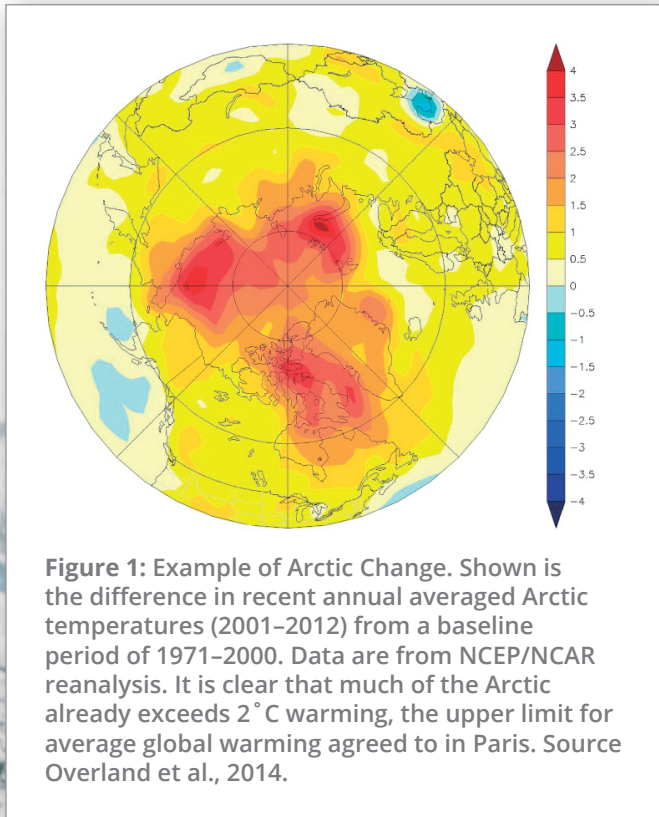 4
3.5
3
2.5
2
1.5
1
0.5
0
−0.5
−1
−1.5
−2
−2.5
−3
−3.5
−4
Figure 1: Example of Arctic Change. Shown is
the difference in recent annual averaged Arctic
temperatures (2001–2012) from a baseline
period of 1971–2000. Data are from NCEP/NCAR
reanalysis. It is clear that much of the Arctic
already exceeds 2˚C warming, the upper limit for
average global warming agreed to in Paris. Source
Overland et al., 2014.